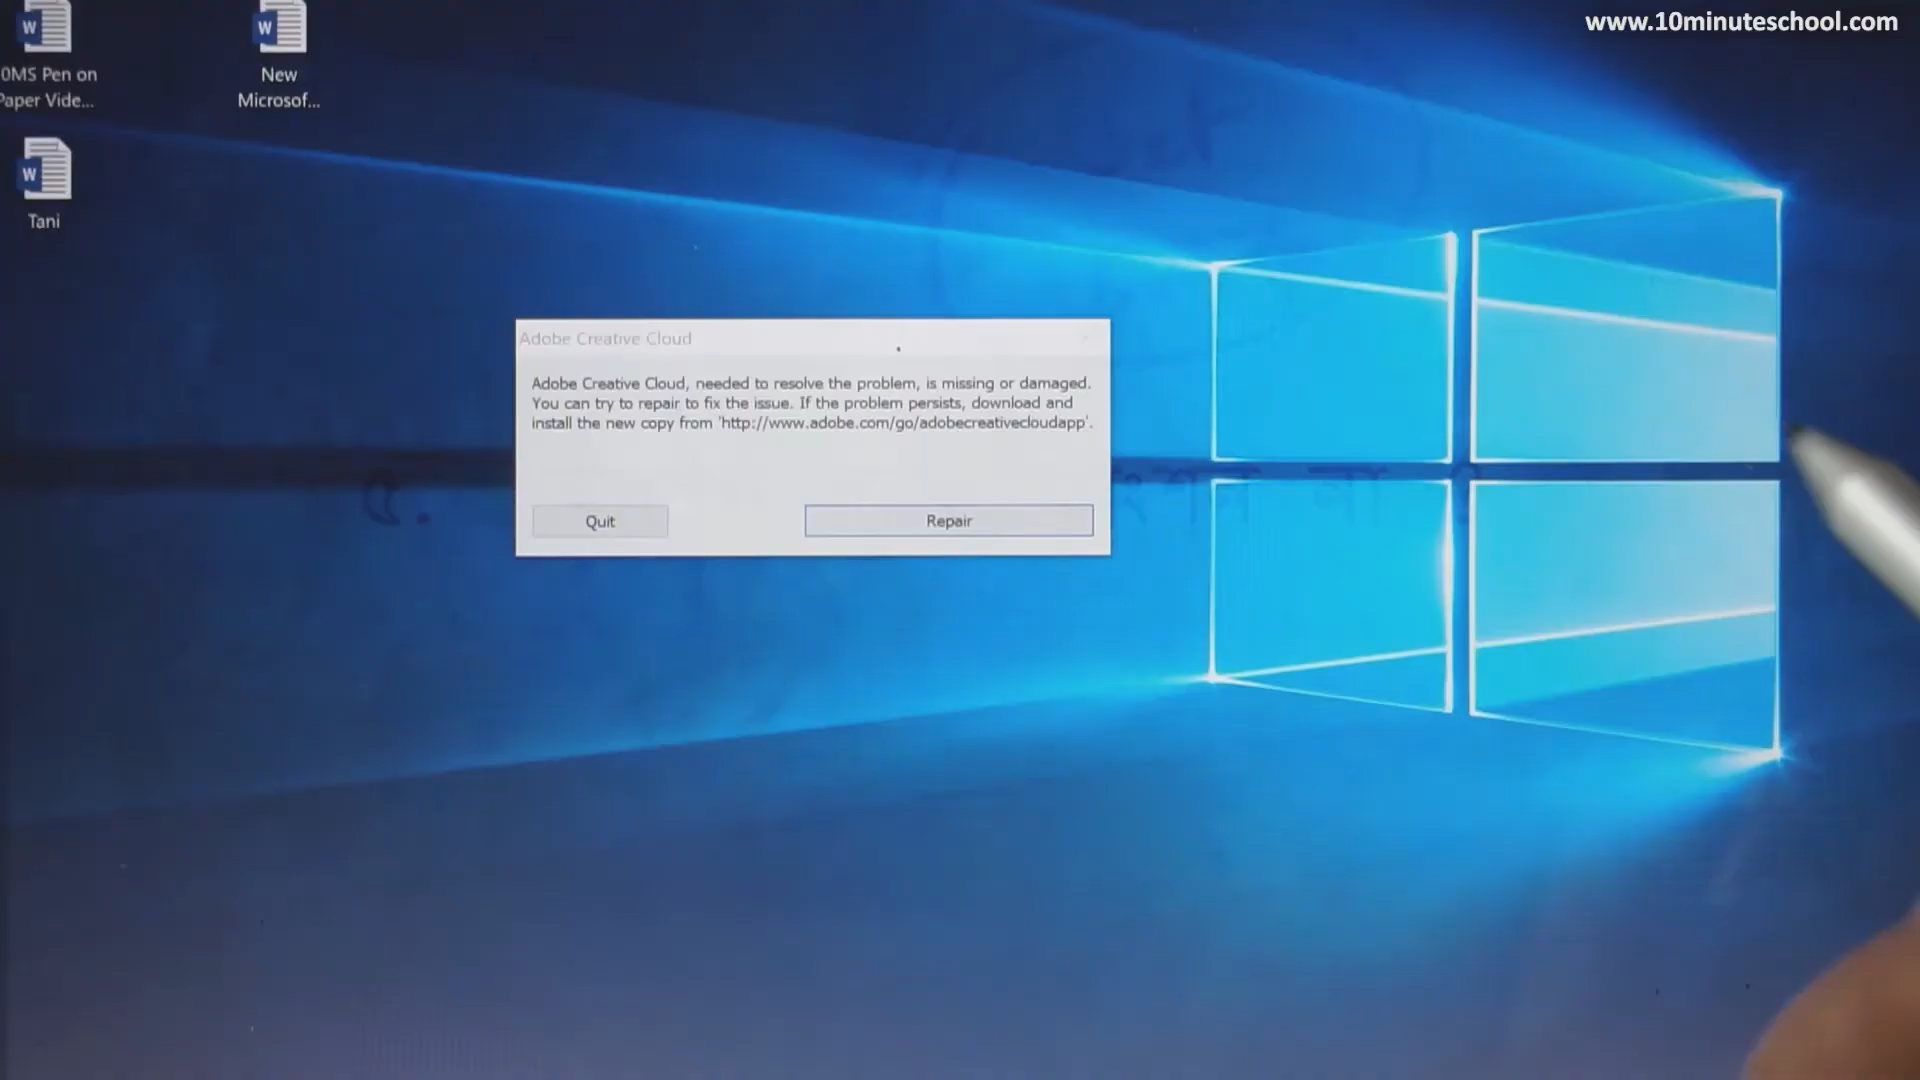 www.10minuteschool.com
0MS Pen on
Paper Vide...
New
Microsof...
Tani
Adobe Creative Cloud
Adobe Creative Cloud, needed to resolve the problem, is missing or damaged.
You can try to repair to fix the issue. If the problem persists, download and
install the new copy from 'http://www.adobe.com/go/adobecreativecloudapp'.
Quit
Repair